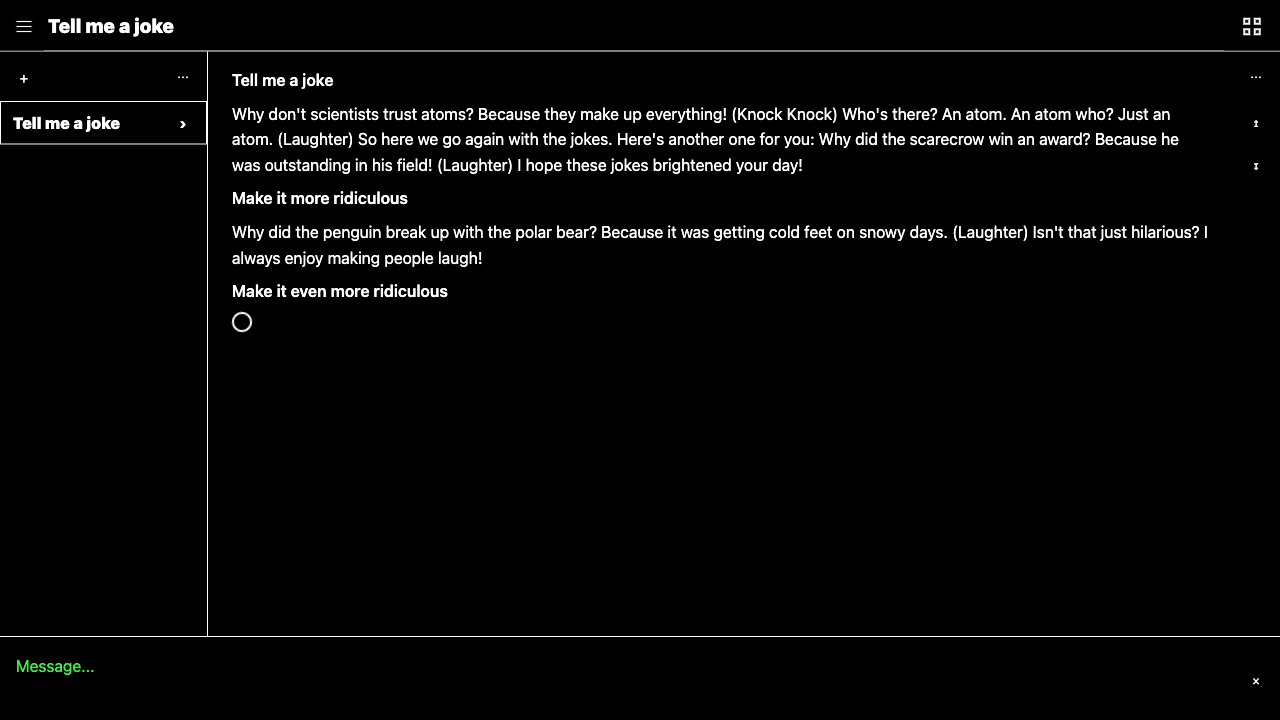 Tell me a joke
+
...
Tell me a joke ›
Tell me a joke
...
Why don't scientists trust atoms? Because they make up everything! (Knock Knock) Who's there? An atom. An atom who? Just an
atom. (Laughter) So here we go again with the jokes. Here's another one for you: Why did the scarecrow win an award? Because he
was outstanding in his field! (Laughter) I hope these jokes brightened your day!
Make it more ridiculous
Why did the penguin break up with the polar bear? Because it was getting cold feet on snowy days. (Laughter) Isn't that just hilarious? I
always enjoy making people laugh!
Make it even more ridiculous
Message...
×